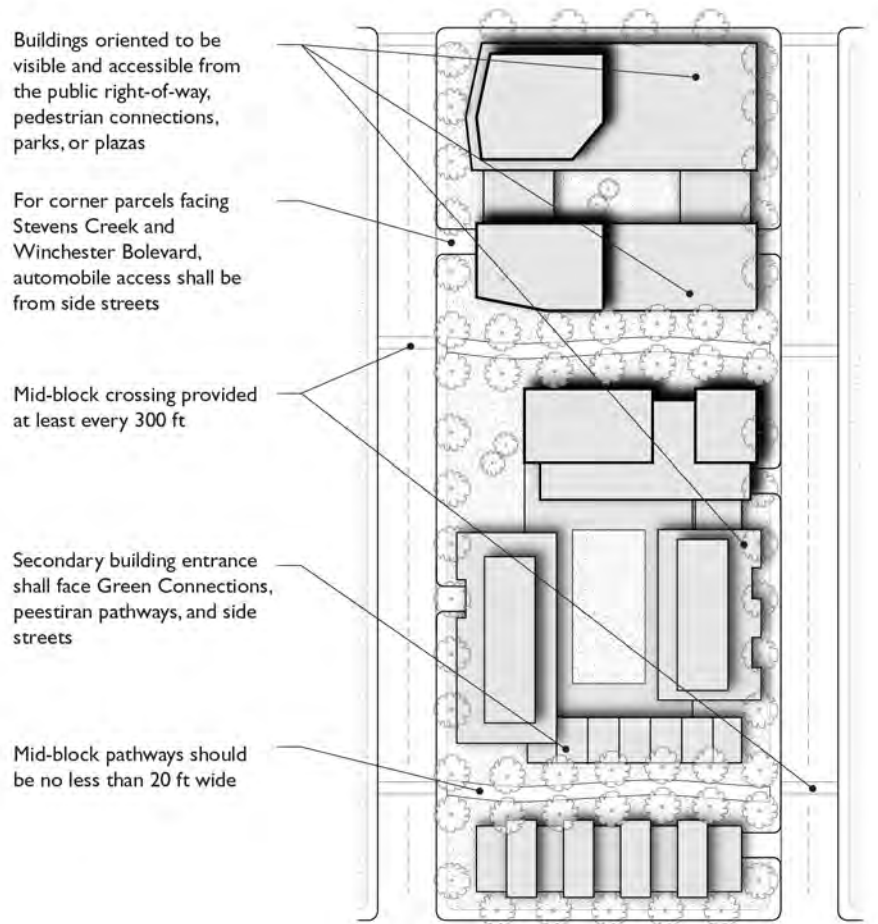 Buildings oriented to be
visible and accessible from
the public right-of-way,
pedestrian connections,
parks, or plazas
For corner parcels facing
Stevens Creek and
Winchester Bolevard,
automobile access shall be
from side streets
Mid-block crossing provided
at least every 300 ft
Secondary building entrance
shall face Green Connections,
peestiran pathways, and side
streets
Mid-block pathways should
be no less than 20 ft wide